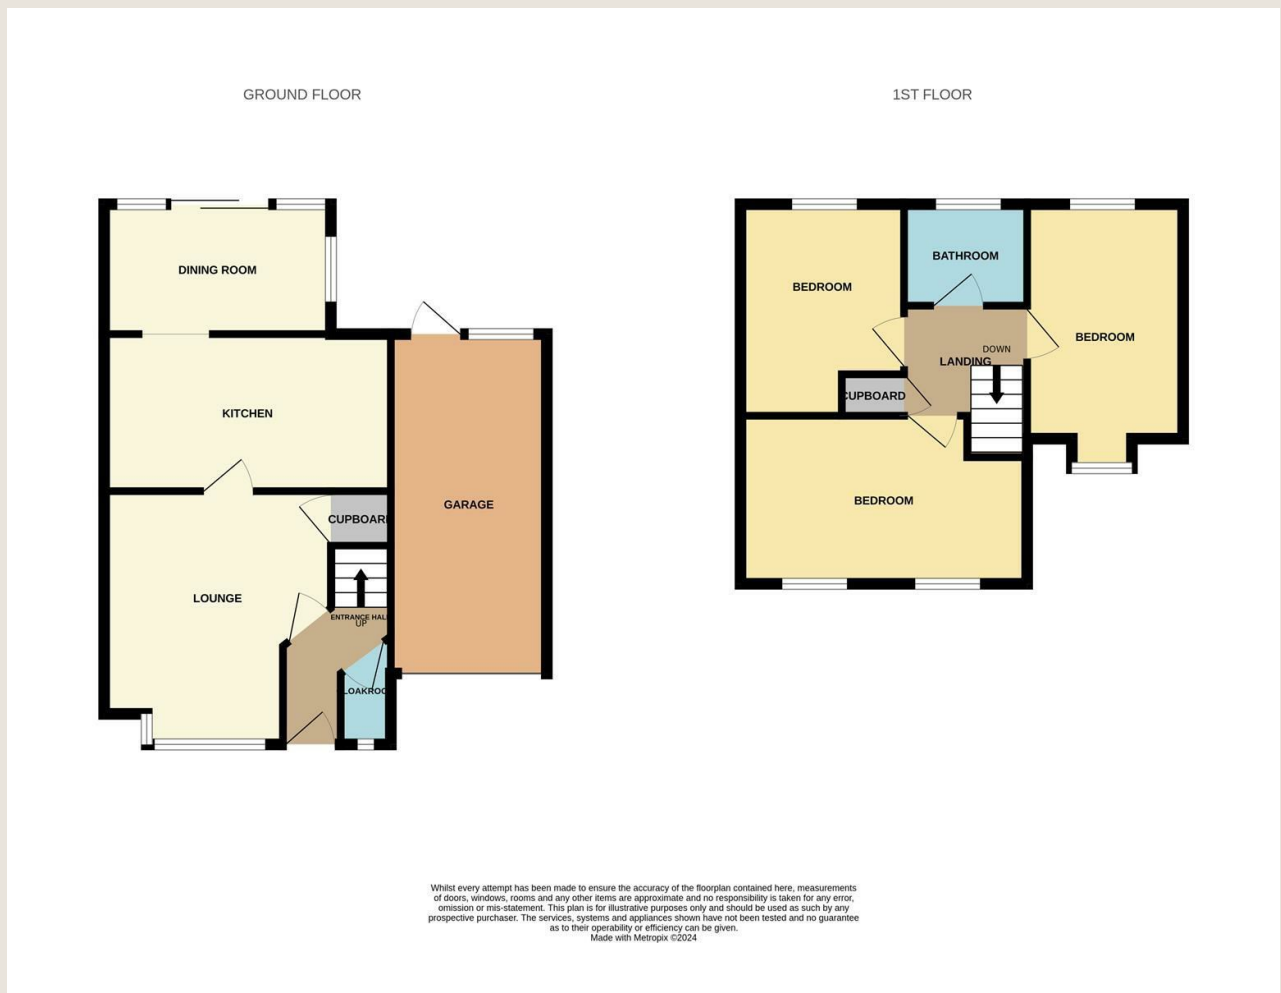 GROUND FLOOR
1ST FLOOR
DINING ROOM
KITCHEN
CUPBOAR
LOUNGE
GARAGE
ENTRANCE HAL
UP
LOAKROO
BEDROOM
BATHROOM
BEDROOM
DOWN
LANDING
CUPBOARD
BEDROOM
Whilst every attempt has been made to ensure the accuracy of the floorplan contained here, measurements
of doors, windows, rooms and any other items are approximate and no responsibility is taken for any error,
omission or mis-statement. This plan is for illustrative purposes only and should be used as such by any
prospective purchaser. The services, systems and appliances shown have not been tested and no guarantee
as to their operability or efficiency can be given.
Made with Metropix ©2024